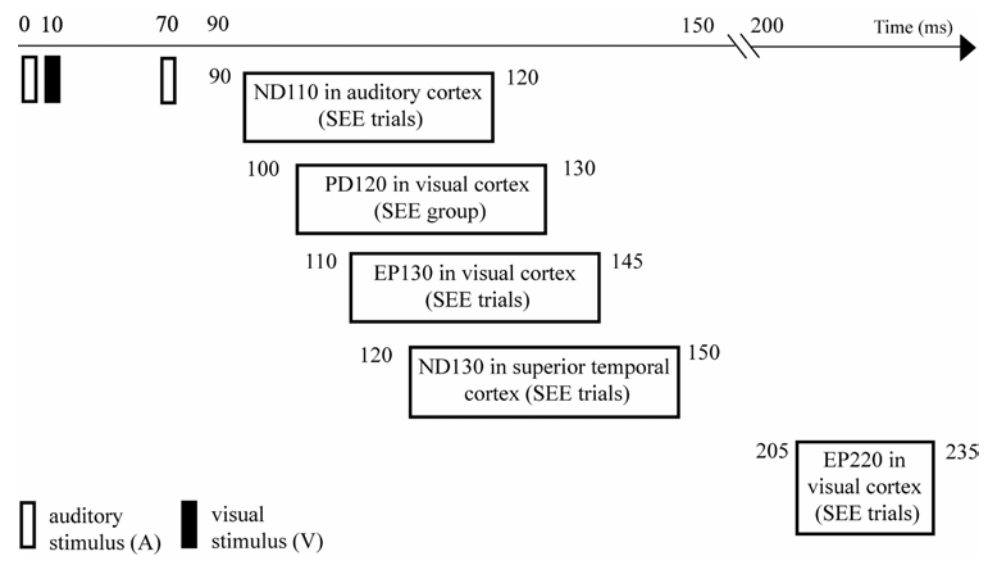 0 10 70 90 150 200 Time (ms)
90 ND110 in auditory cortex 120
(SEE trials)
100 PD120 in visual cortex 130
(SEE group)
110 EP130 in visual cortex 145
(SEE trials)
120 ND130 in superior temporal 150
cortex (SEE trials)
205 EP220 in 235
visual cortex
(SEE trials)
auditory
stimulus (A)
visual
stimulus (V)